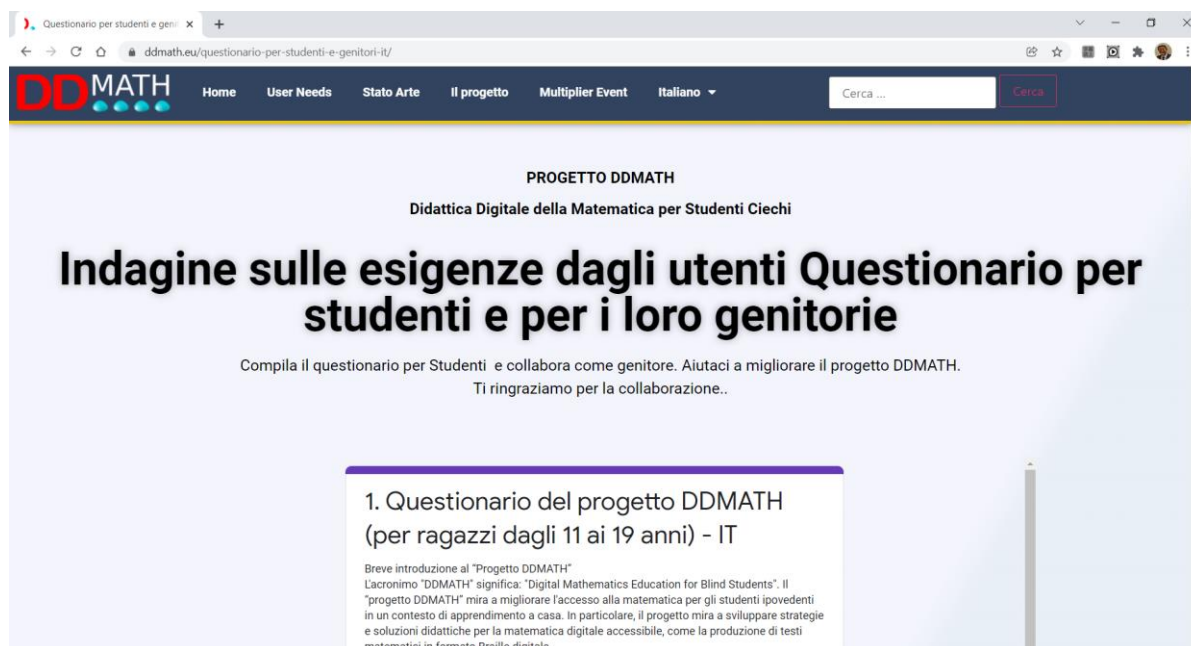 Questionario per studenti e geni
ddmath.eu/questionario-per-studenti-e-genitori-it/
DDMATH
Home User Needs Stato Arte Il progetto Multiplier Event Italiano
Cerca ...
Cerca
PROGETTO DDMATH
Didattica Digitale della Matematica per Studenti Ciechi
Indagine sulle esigenze dagli utenti Questionario per
studenti e per i loro genitorie
Compila il questionario per Studenti e collabora come genitore. Aiutaci a migliorare il progetto DDMATH.
Ti ringraziamo per la collaborazione..
1. Questionario del progetto DDMATH
(per ragazzi dagli 11 ai 19 anni) - IT
Breve introduzione al "Progetto DDMATH"
L'acronimo "DDMATH" significa: "Digital Mathematics Education for Blind Students". Il
"progetto DDMATH" mira a migliorare l'accesso alla matematica per gli studenti ipovedenti
in un contesto di apprendimento a casa. In particolare, il progetto mira a sviluppare strategie
e soluzioni didattiche per la matematica digitale accessibile, come la produzione di testi
matematici in formato Braille digitale